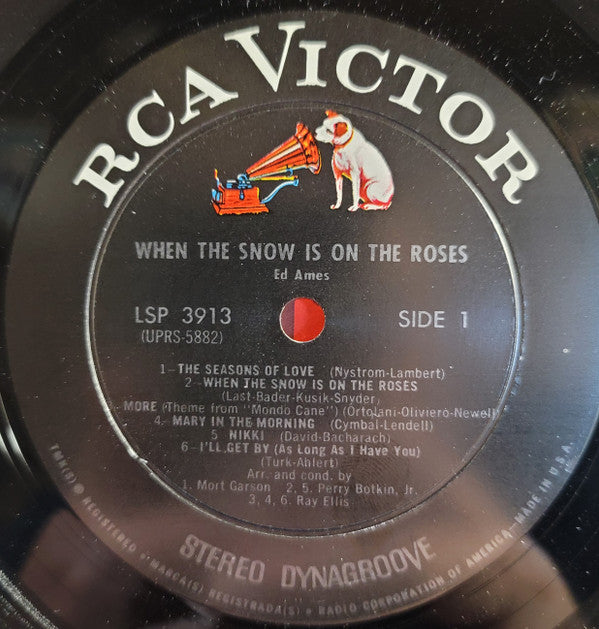 RCA VICTOR
WHEN THE SNOW IS ON THE ROSES
Ed Ames
LSP 3913
SIDE 1
(UPRS-5882)
1-THE SEASONS OF LOVE (Nystrom-Lambert)
2-WHEN THE SNOW IS ON THE ROSES
(Last-Bader-Kusik-Snyder)
MORE (Theme from "Mondo Cane") (Ortolani-Oliviero-Newell)
4- MARY IN THE MORNING (Cymbal-Lendell)
5 NIKKI (David-Bacharach)
6-I'LL GET BY (As Long As I Have You)
(Turk-Ahlert)
Arr. and cond. by
1. Mort Garson 2, 5. Perry Botkin, Jr.
3, 4, 6. Ray Ellis
STEREO DYNAGROOVE
TMK(S) ® REGISTERED • MARCA(S) REGISTRADA(S) • RADIO CORPORATION OF AMERICA—MADE IN U.S.A.